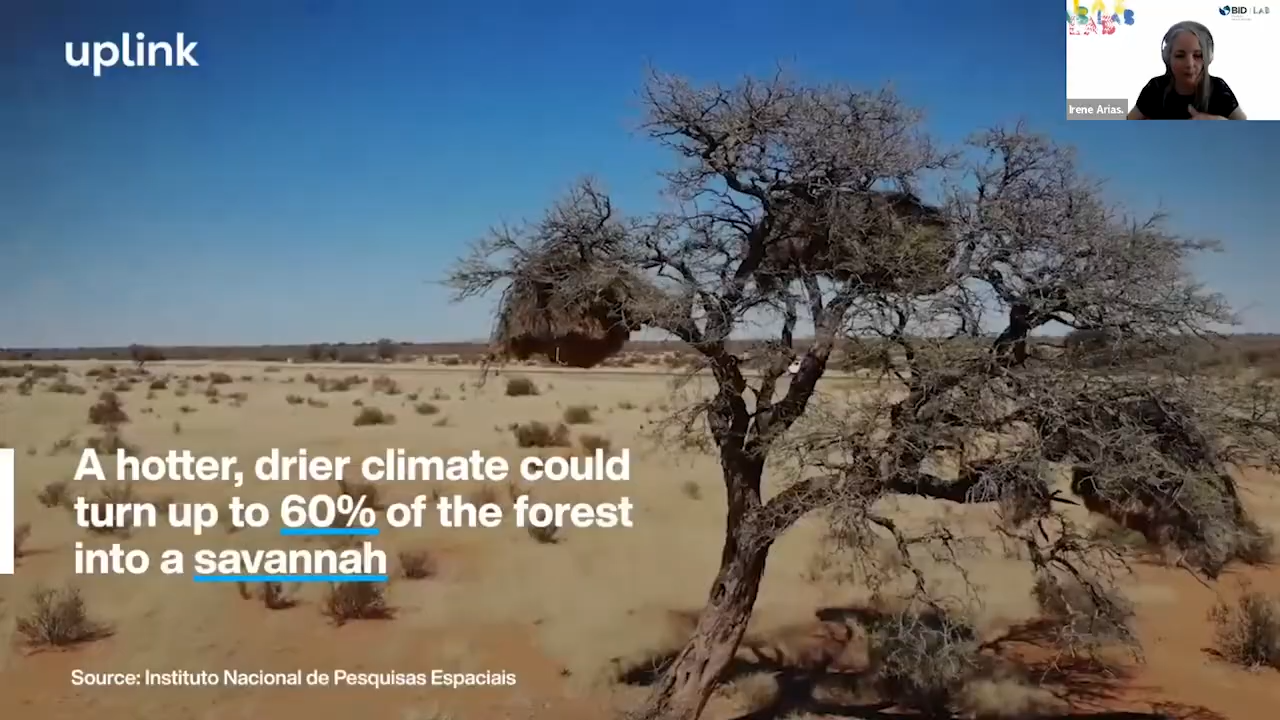 uplink
BID | LAB
LAB
Irene Arias.
A hotter, drier climate could
turn up to 60% of the forest
into a savannah
Source: Instituto Nacional de Pesquisas Espaciais